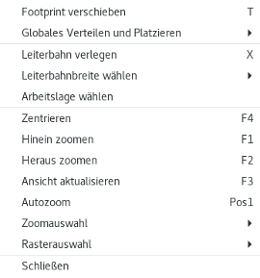 Footprint verschieben T
Globales Verteilen und Platzieren
Leiterbahn verlegen X
Leiterbahnbreite wählen
Arbeitslage wählen
Zentrieren F4
Hinein zoomen F1
Heraus zoomen F2
Ansicht aktualisieren F3
Autozoom Pos1
Zoomauswahl
Rasterauswahl
Schließen